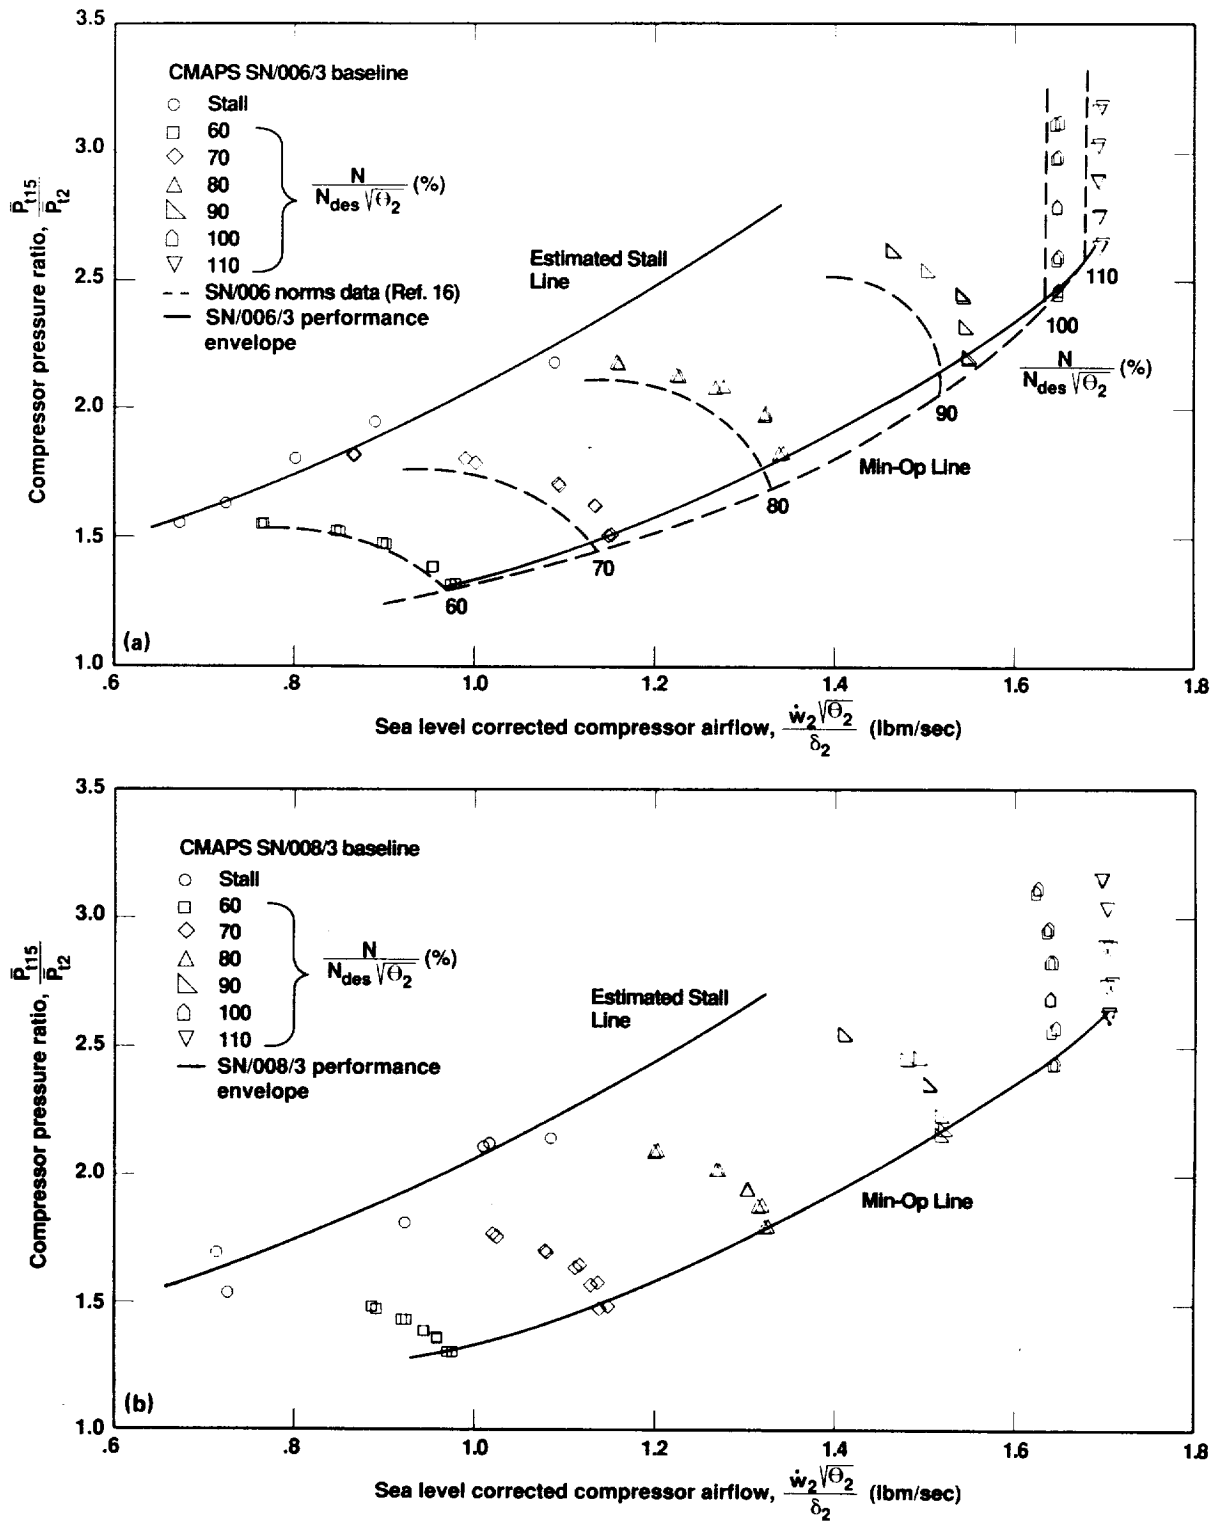 3.5
3.0
2.5
2.0
1.5
1.0
Compressor pressure ratio, P̿t15 / P̿t2
CMAPS SN/006/3 baseline
Stall
60
70
80
90
100
110
N / Ndes √Θ2 (%)
SN/006 norms data (Ref. 16)
SN/006/3 performance
envelope
Estimated Stall
Line
110
100
N / Ndes √Θ2 (%)
90
Min-Op Line
80
70
60
(a)
.6 .8 1.0 1.2 1.4 1.6 1.8
Sea level corrected compressor airflow, ẇ2 √Θ2 / δ2 (lbm/sec)
3.5
3.0
2.5
2.0
1.5
1.0
Compressor pressure ratio, P̿t15 / P̿t2
CMAPS SN/008/3 baseline
Stall
60
70
80
90
100
110
N / Ndes √Θ2 (%)
SN/008/3 performance
envelope
Estimated Stall
Line
Min-Op Line
(b)
.6 .8 1.0 1.2 1.4 1.6 1.8
Sea level corrected compressor airflow, ẇ2 √Θ2 / δ2 (lbm/sec)